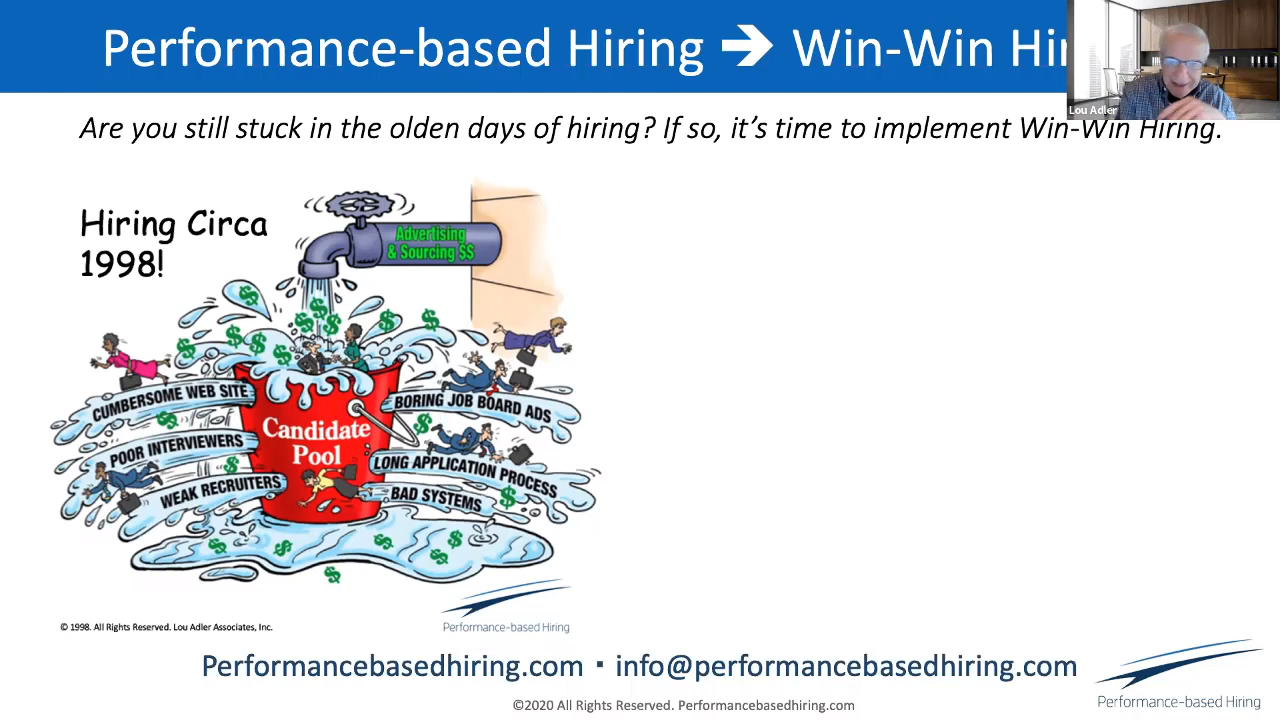 Performance-based Hiring ➔ Win-Win
Lou Adler
Are you still stuck in the olden days of hiring? If so, it’s time to implement Win-Win Hiring.
Hiring Circa
1998!
Advertising
& Sourcing $$
CUMBERSOME WEB SITE
BORING JOB BOARD ADS
Candidate
Pool
POOR INTERVIEWERS
LONG APPLICATION PROCESS
WEAK RECRUITERS
BAD SYSTEMS
© 1998. All Rights Reserved. Lou Adler Associates, Inc.
Performance-based Hiring
Performancebasedhiring.com ▪ info@performancebasedhiring.com
©2020 All Rights Reserved. Performancebasedhiring.com
Performance-based Hiring